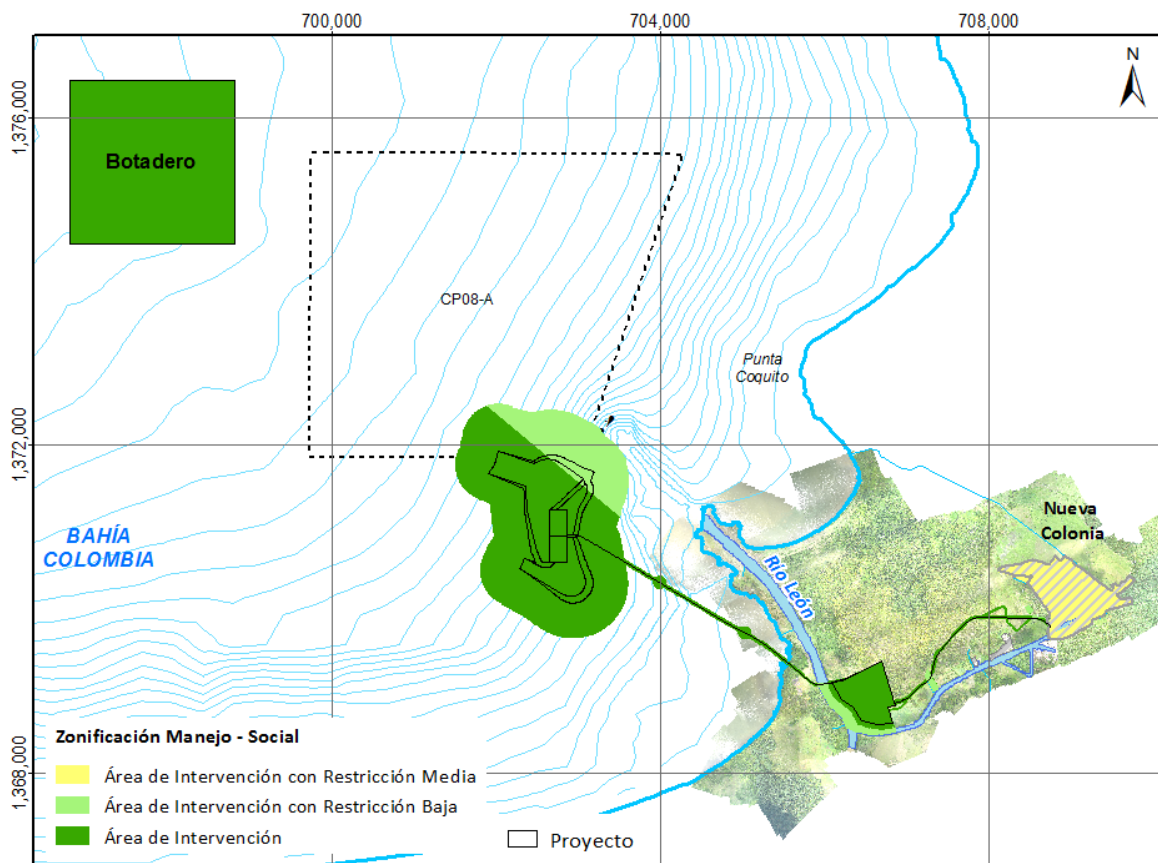 700,000
704,000
708,000
N
1,376,000
Botadero
CP08-A
Punta
Coquito
1,372,000
BAHÍA
COLOMBIA
Nueva
Colonia
Río León
1,368,000
Zonificación Manejo - Social
Área de Intervención con Restricción Media
Área de Intervención con Restricción Baja
Área de Intervención
Proyecto